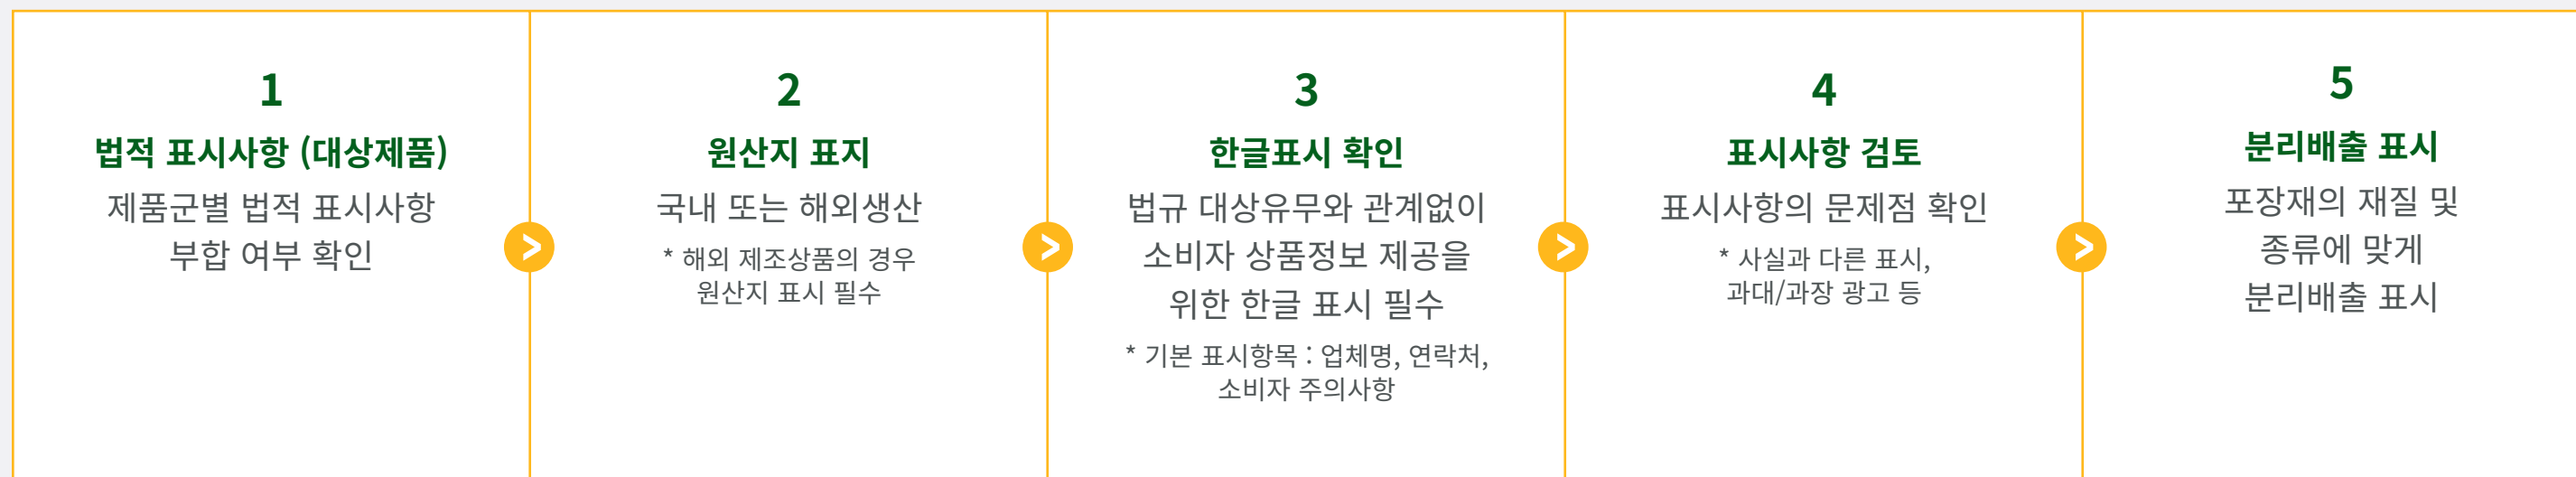 1
법적 표시사항 (대상제품)
제품군별 법적 표시사항
부합 여부 확인
>
2
원산지 표지
국내 또는 해외생산
* 해외 제조상품의 경우
원산지 표시 필수
>
3
한글표시 확인
법규 대상유무와 관계없이
소비자 상품정보 제공을
위한 한글 표시 필수
* 기본 표시항목 : 업체명, 연락처,
소비자 주의사항
>
4
표시사항 검토
표시사항의 문제점 확인
* 사실과 다른 표시,
과대/과장 광고 등
>
5
분리배출 표시
포장재의 재질 및
종류에 맞게
분리배출 표시